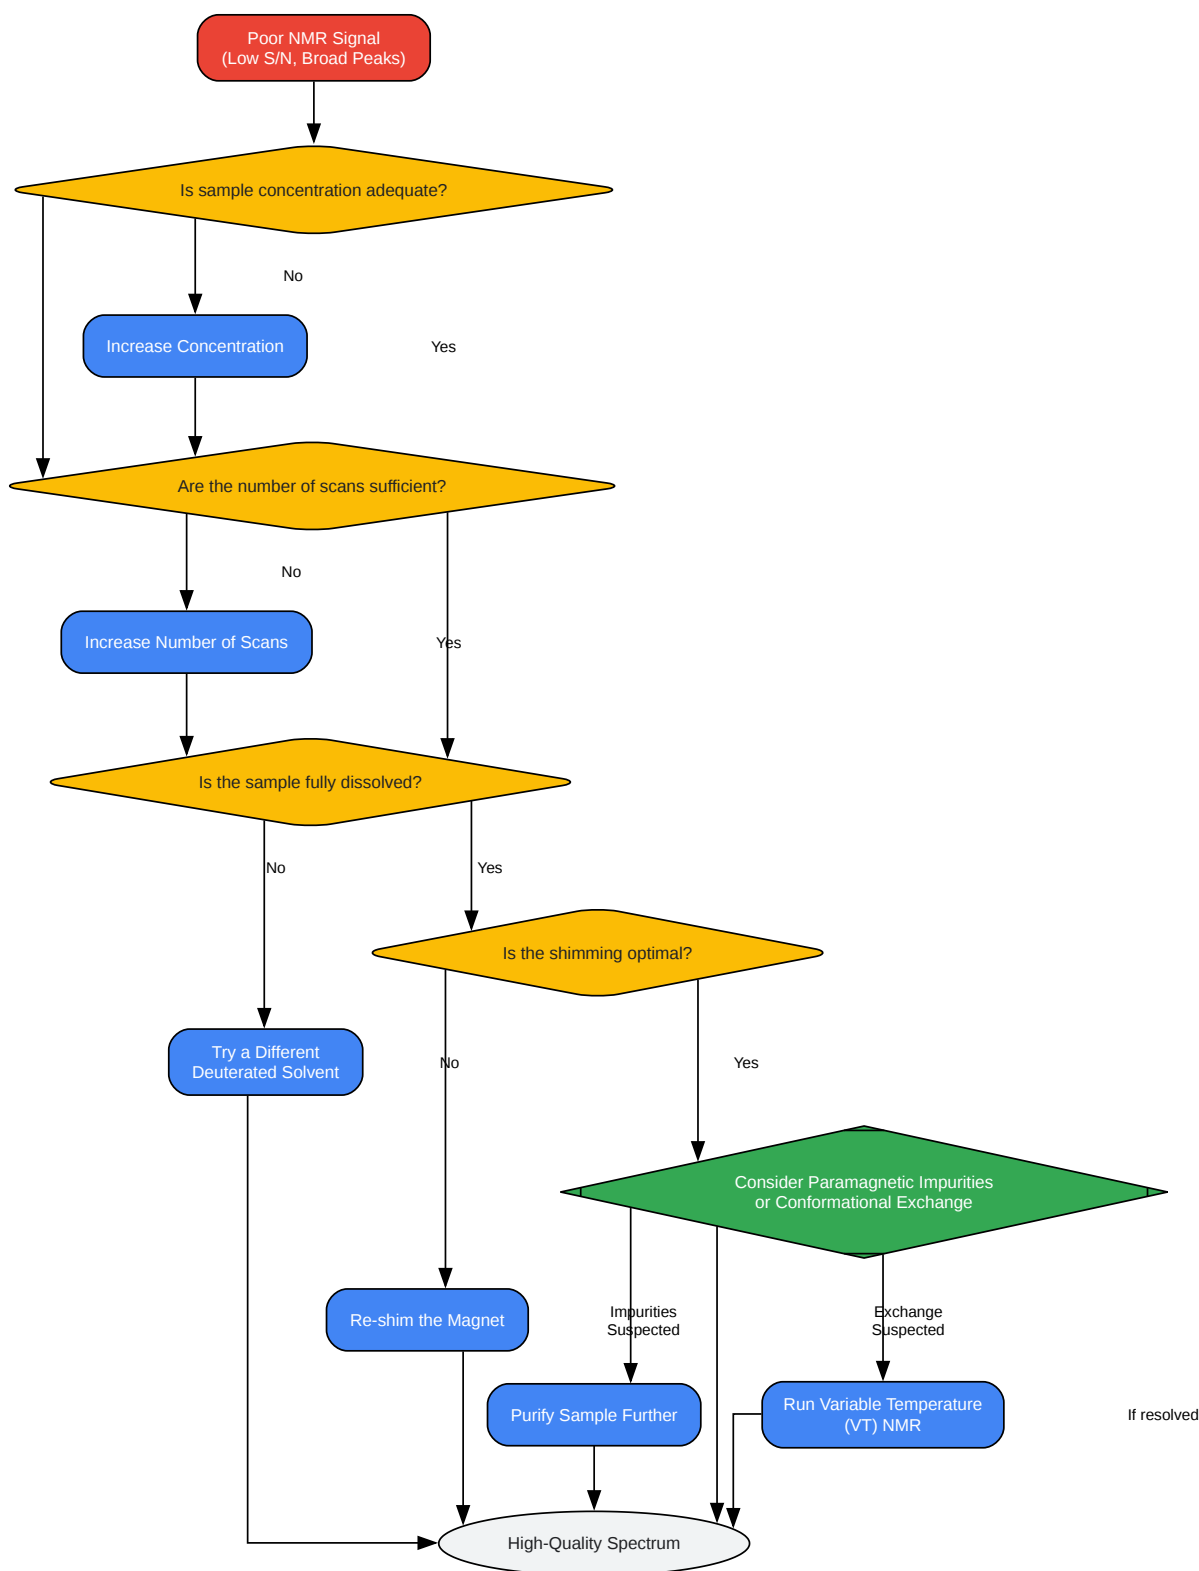 Poor NMR Signal
(Low S/N, Broad Peaks)
Is sample concentration adequate?
No
Increase Concentration
Yes
Are the number of scans sufficient?
No
Increase Number of Scans
Yes
Is the sample fully dissolved?
No
Yes
Is the shimming optimal?
Try a Different
Deuterated Solvent
No
Yes
Consider Paramagnetic Impurities
or Conformational Exchange
Re-shim the Magnet
Impurities
Suspected
Exchange
Suspected
Purify Sample Further
Run Variable Temperature
(VT) NMR
If resolved
High-Quality Spectrum